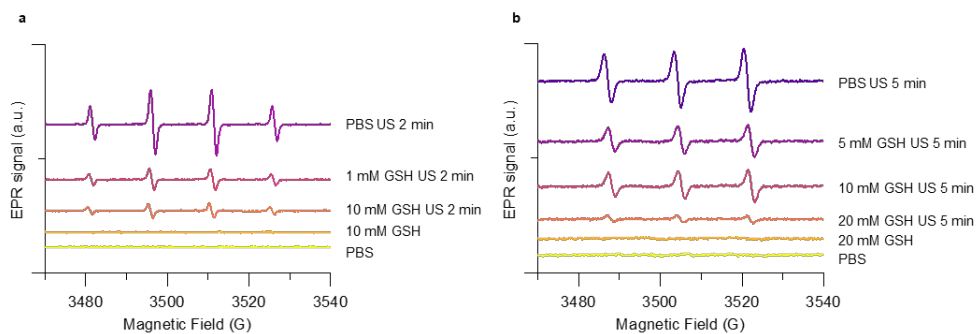 a
EPR signal (a.u.)
PBS US 2 min
1 mM GSH US 2 min
10 mM GSH US 2 min
10 mM GSH
PBS
3480 3500 3520 3540
Magnetic Field (G)
b
EPR signal (a.u.)
PBS US 5 min
5 mM GSH US 5 min
10 mM GSH US 5 min
20 mM GSH US 5 min
20 mM GSH
PBS
3480 3500 3520 3540
Magnetic Field (G)